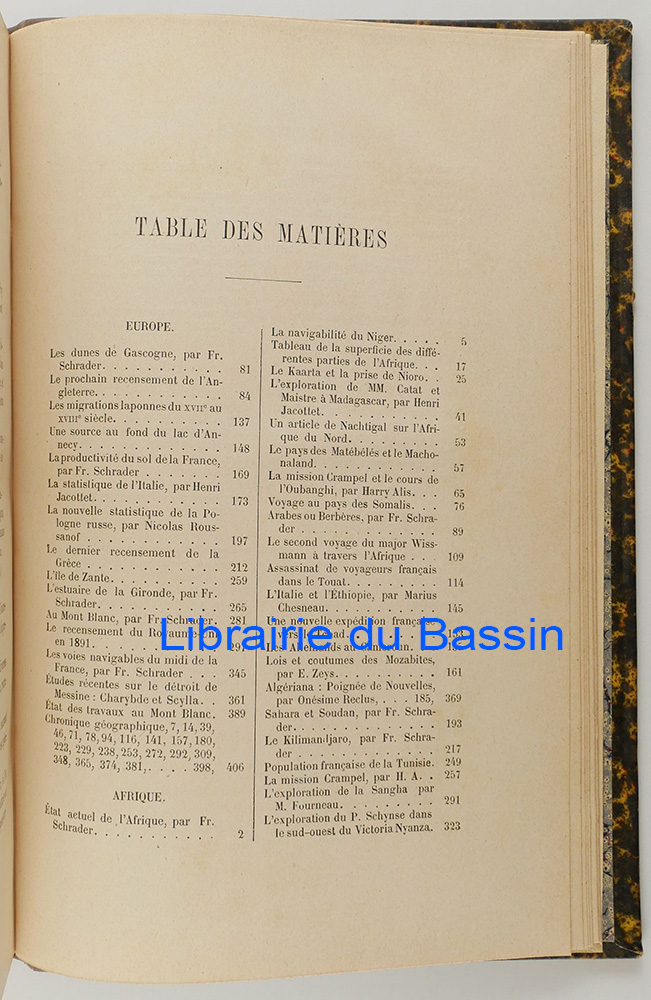 TABLE DES MATIÈRES
EUROPE.
Les dunes de Gascogne, par Fr.
Schrader. . . . . . . . . . . 81
Le prochain recensement de l'An-
gleterre. . . . . . . . . . . 84
Les migrations laponnes du XVIIe au
XVIIIe siècle. . . . . . . . . . 137
Une source au fond du lac d'An-
necy. . . . . . . . . . . . . 148
La productivité du sol de la France,
par Fr. Schrader . . . . . . . 169
La statistique de l'Italie, par Henri
Jacottet. . . . . . . . . . . . 173
La nouvelle statistique de la Po-
logne russe, par Nicolas Rous-
sanof . . . . . . . . . . . . 197
Le dernier recensement de la
Grèce . . . . . . . . . . . . 212
L'île de Zante. . . . . . . . . . 259
L'estuaire de la Gironde, par Fr.
Schrader. . . . . . . . . . . 265
Au Mont Blanc, par Fr. Schrader. 281
Le recensement du Royaume-Uni
en 1891. . . . . . . . . . . .
Les voies navigables du midi de la
France, par Fr. Schrader . . . 345
Études récentes sur le détroit de
Messine : Charybde et Scylla. . 361
État des travaux au Mont Blanc. 389
Chronique géographique, 7, 14, 39,
46, 71, 78, 94, 116, 141, 157, 180,
223, 229, 238, 253, 272, 292, 309,
348, 365, 374, 381, . . . . 398, 406
AFRIQUE.
État actuel de l'Afrique, par Fr.
Schrader. . . . . . . . . . . 2
La navigabilité du Niger. . . . . 5
Tableau de la superficie des diffé-
rentes parties de l'Afrique. . . 17
Le Kaarta et la prise de Nioro. . 25
L'exploration de MM. Catat et
Maistre à Madagascar, par Henri
Jacottet. . . . . . . . . . . . 41
Un article de Nachtigal sur l'Afri-
que du Nord. . . . . . . . . . 53
Le pays des Matébélés et le Macho-
naland. . . . . . . . . . . . 57
La mission Crampel et le cours de
l'Oubanghi, par Harry Alis. . . 65
Voyage au pays des Somalis. . . 76
Arabes ou Berbères, par Fr. Schra-
der . . . . . . . . . . . . . 89
Le second voyage du major Wiss-
mann à travers l'Afrique . . . 109
Assassinat de voyageurs français
dans le Touat. . . . . . . . . 114
L'Italie et l'Éthiopie, par Marius
Chesneau. . . . . . . . . . . 145
Une nouvelle expédition française
vers le Tchad. . . . . . . . .
Les Allemands au Cameroun.
Lois et coutumes des Mozabites,
par E. Zeys. . . . . . . . . . 161
Algériana : Poignée de Nouvelles,
par Onésime Reclus, . . . 185, 369
Sahara et Soudan, par Fr. Schra-
der. . . . . . . . . . . . . . 193
Le Kilimandjaro, par Fr. Schra-
der . . . . . . . . . . . . . 217
Population française de la Tunisie. 249
La mission Crampel, par H. A. . 257
L'exploration de la Sangha par
M. Fourneau. . . . . . . . . . 291
L'exploration du P. Schynse dans
le sud-ouest du Victoria Nyanza. 323
Librairie du Bassin